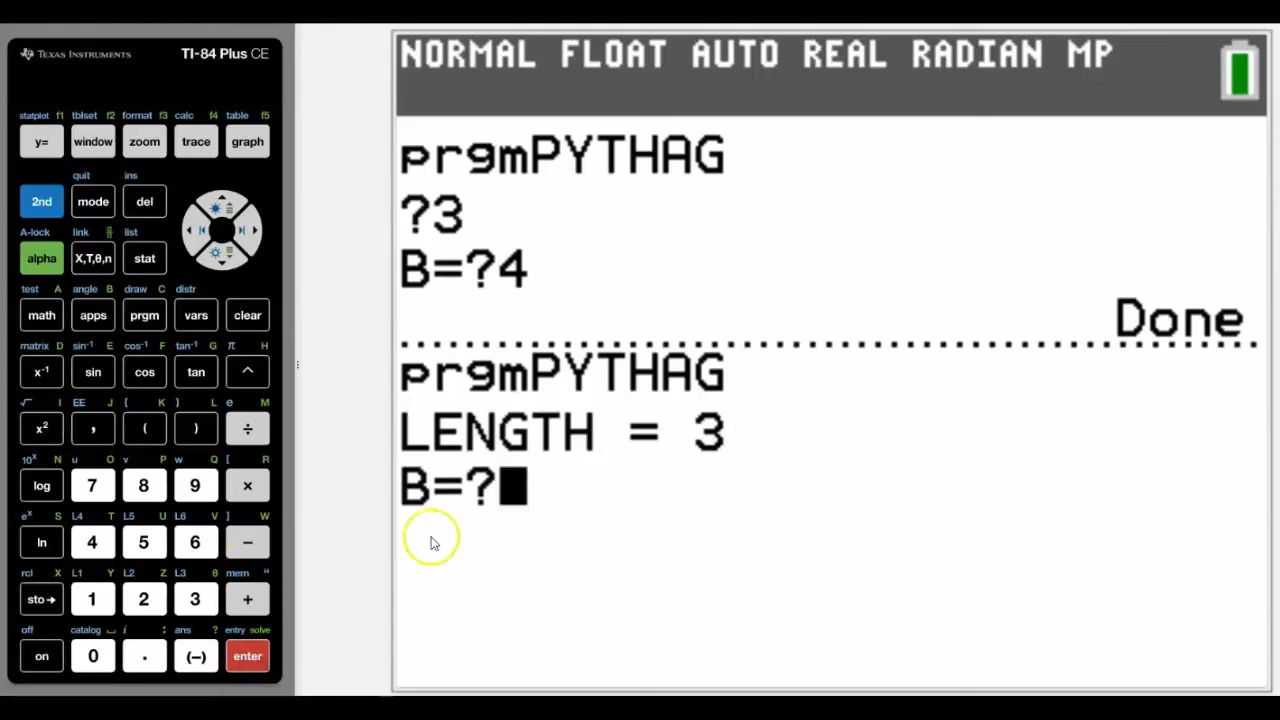 TEXAS INSTRUMENTS TI-84 Plus CE
statplot f1 tblset f2 format f3 calc f4 table f5
y= window zoom trace graph
quit ins
2nd mode del
A-lock link list
alpha X,T,θ,n stat
test A angle B draw C distr
math apps prgm vars clear
matrix D sin⁻¹ E cos⁻¹ F tan⁻¹ G π H
x⁻¹ sin cos tan ^
√ I EE J { K } L e M
x² , ( ) ÷
10ˣ N u O v P w Q [ R
log 7 8 9 ×
eˣ S L4 T L5 U L6 V ] W
ln 4 5 6 −
rcl X L1 Y L2 Z L3 θ mem “
sto→ 1 2 3 +
off catalog ⎵ i : ans ? entry solve
on 0 . (−) enter
NORMAL FLOAT AUTO REAL RADIAN MP
prgmPYTHAG
?3
B=?4
Done
prgmPYTHAG
LENGTH = 3
B=?